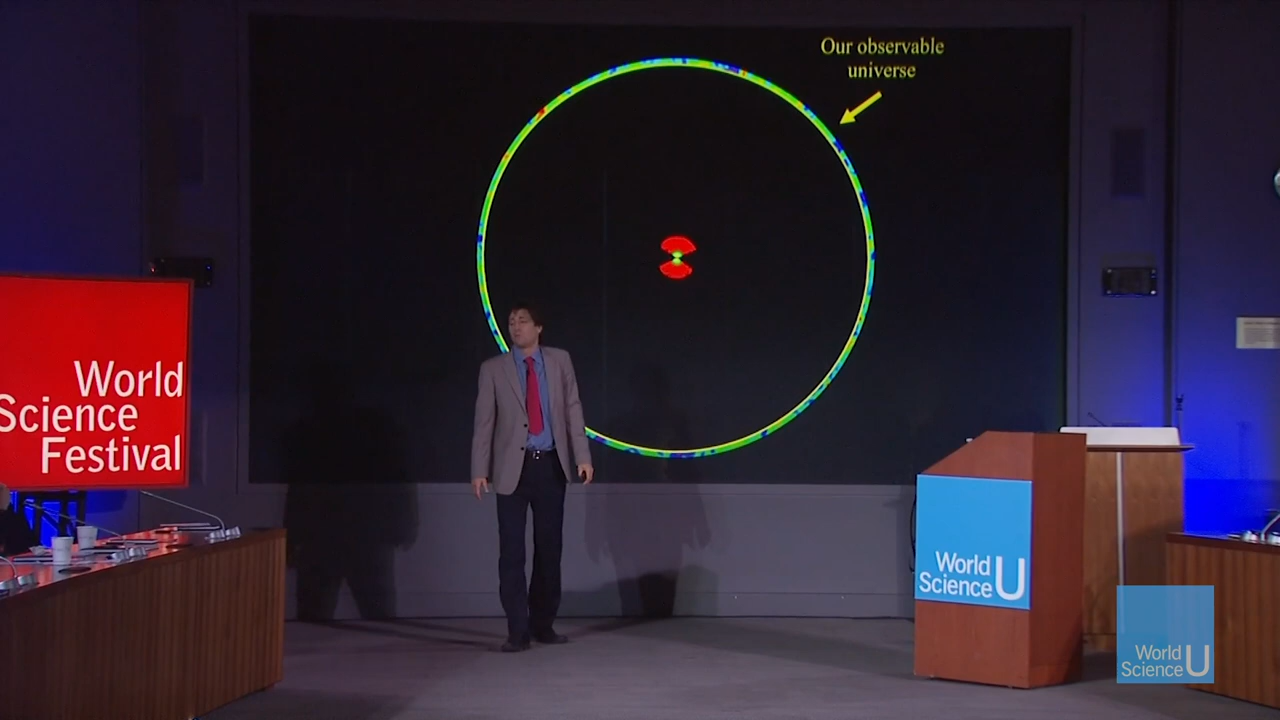 Our observable
universe
World
Science
Festival
World
Science U
World
Science U